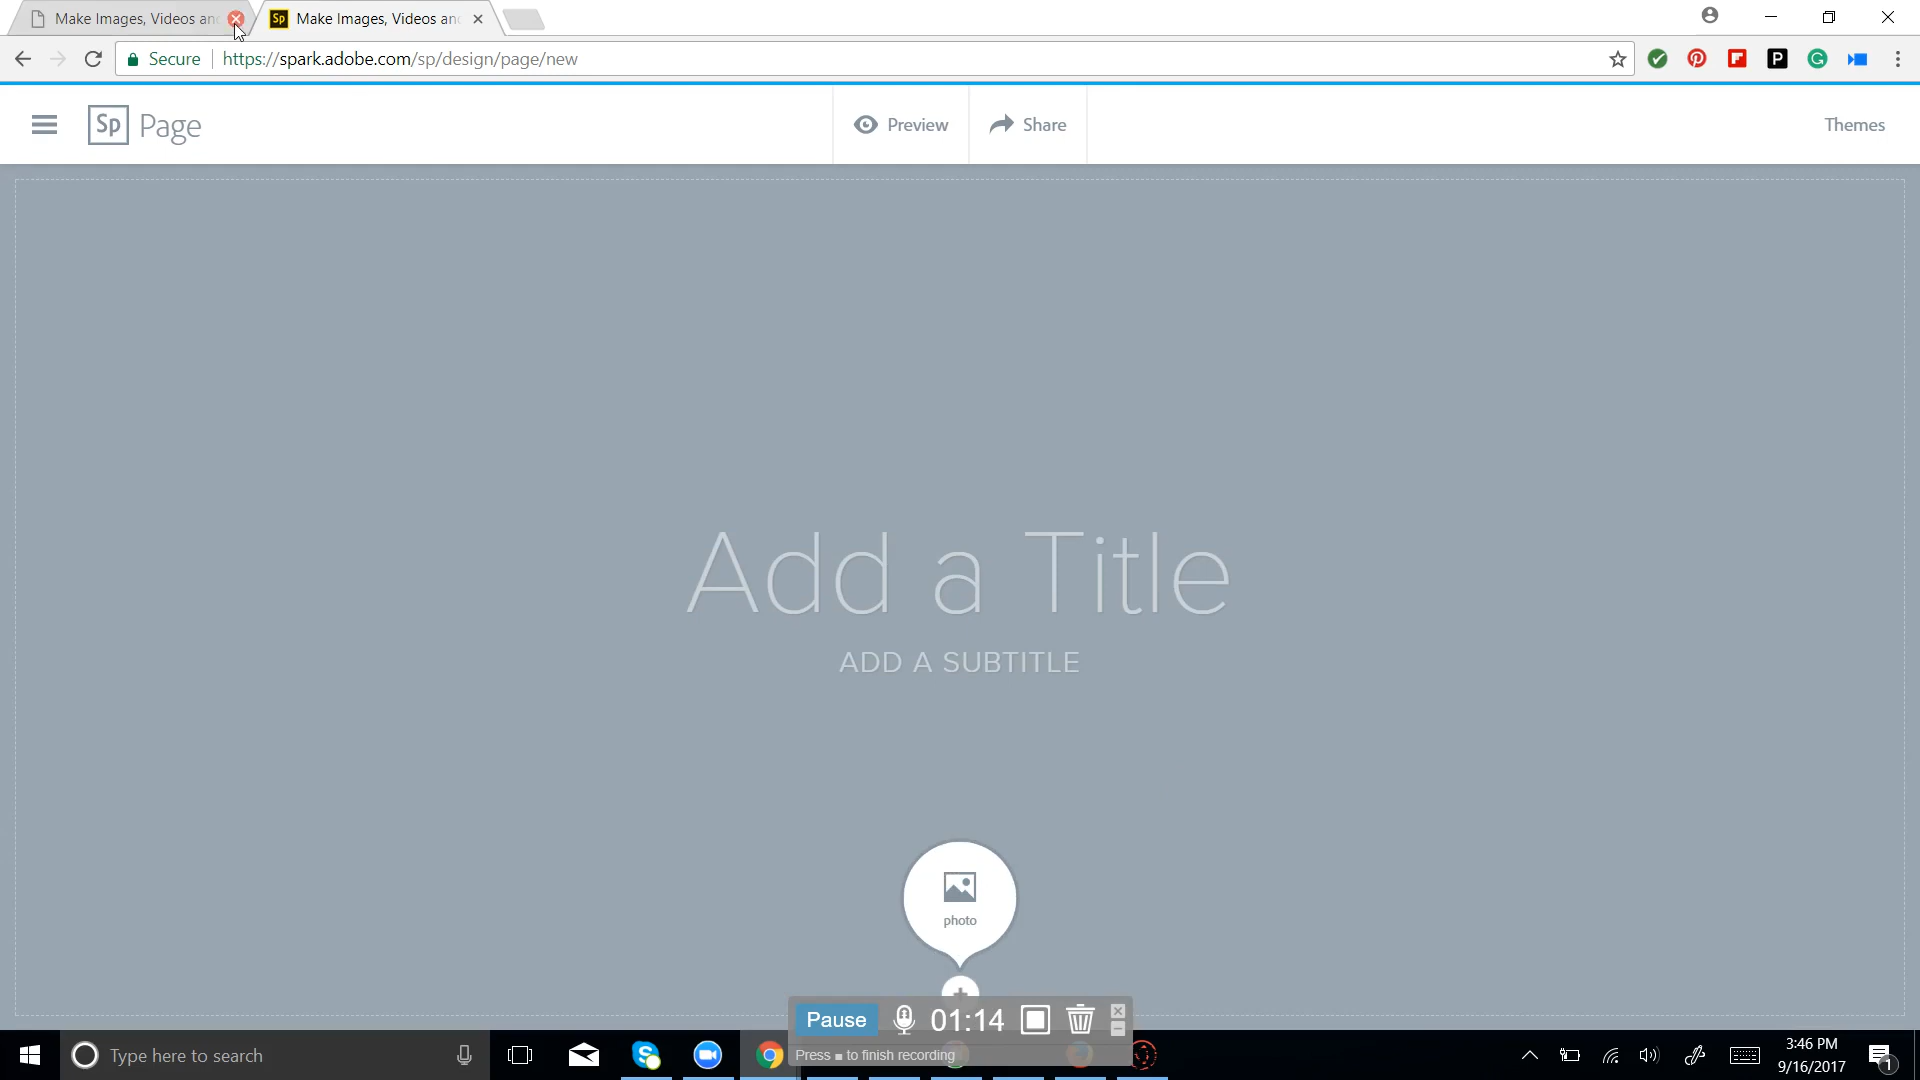 Make Images, Videos an
Sp Make Images, Videos an
Secure https://spark.adobe.com/sp/design/page/new
P
G
Sp Page
Preview
Share
Themes
Add a Title
ADD A SUBTITLE
photo
Pause 01:14
Press ■ to finish recording
Type here to search
3:46 PM
9/16/2017
1